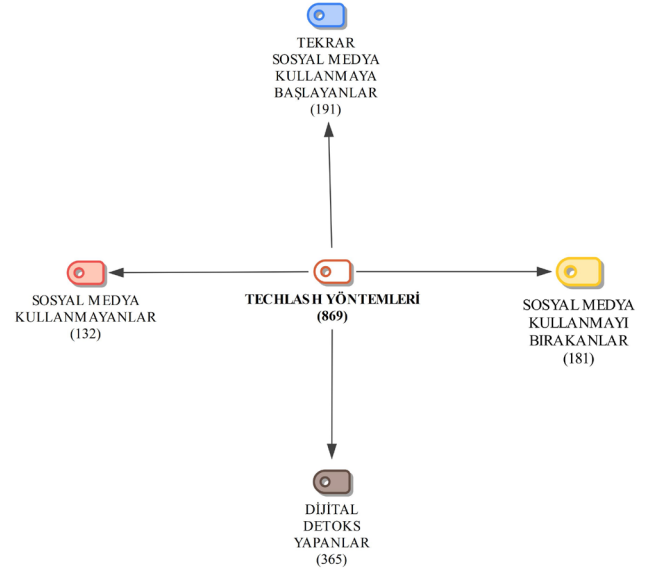 TEKRAR
SOSYAL MEDYA
KULLANMAYA
BAŞLAYANLAR
(191)
SOSYAL MEDYA
KULLANMAYANLAR
(132)
TECHLASH YÖNTEMLERİ
(869)
SOSYAL MEDYA
KULLANMAYI
BIRAKANLAR
(181)
DİJİTAL
DETOKS
YAPANLAR
(365)